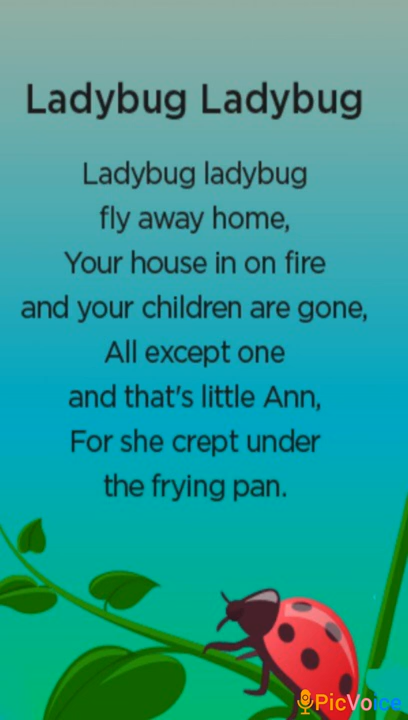 Ladybug Ladybug
Ladybug ladybug
fly away home,
Your house in on fire
and your children are gone,
All except one
and that's little Ann,
For she crept under
the frying pan.
PicVoice